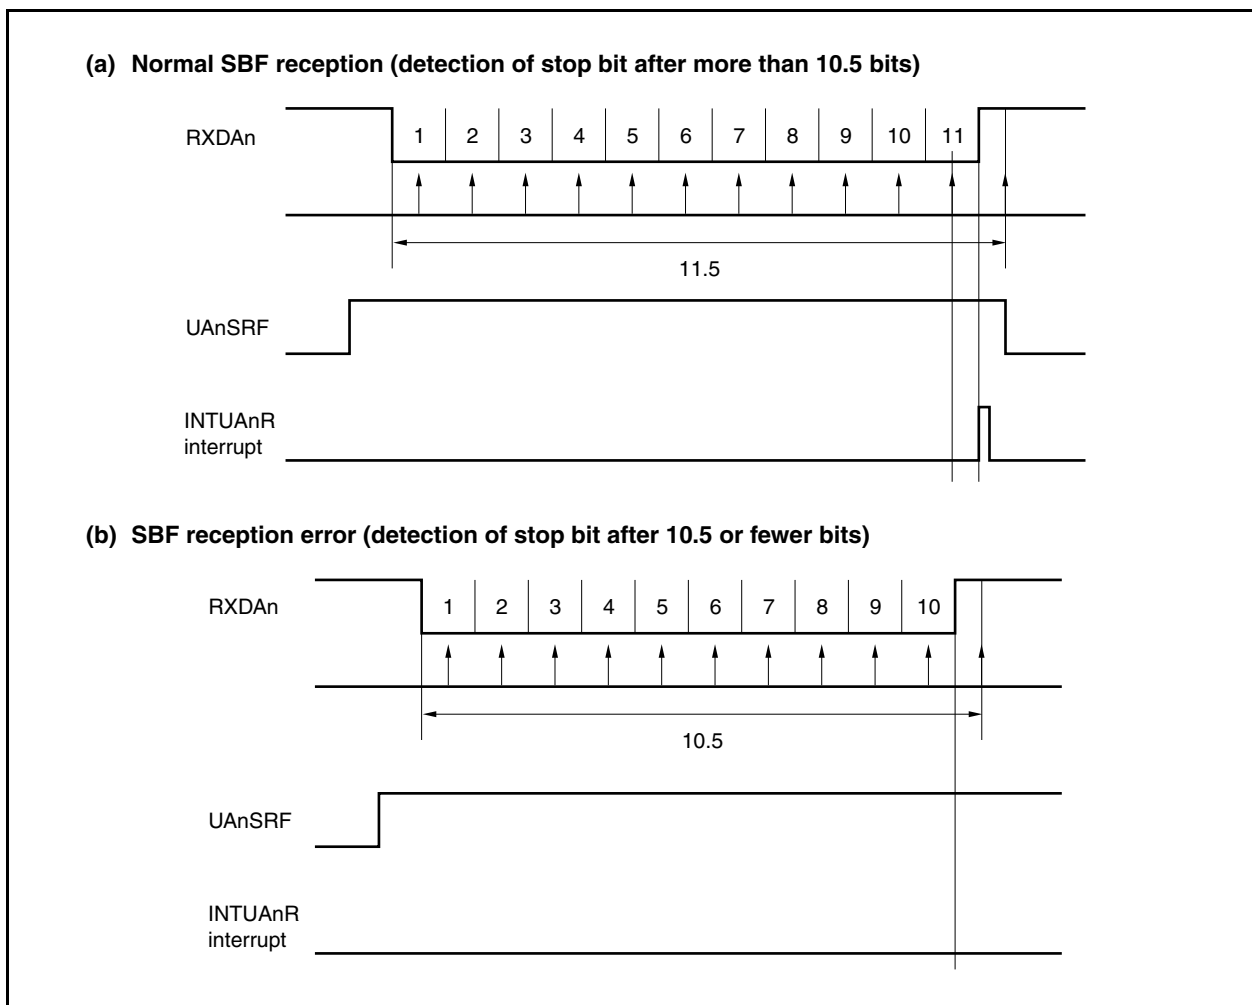 (a) Normal SBF reception (detection of stop bit after more than 10.5 bits)
RXDAn
1 2 3 4 5 6 7 8 9 10 11
11.5
UAnSRF
INTUAnR
interrupt
(b) SBF reception error (detection of stop bit after 10.5 or fewer bits)
RXDAn
1 2 3 4 5 6 7 8 9 10
10.5
UAnSRF
INTUAnR
interrupt